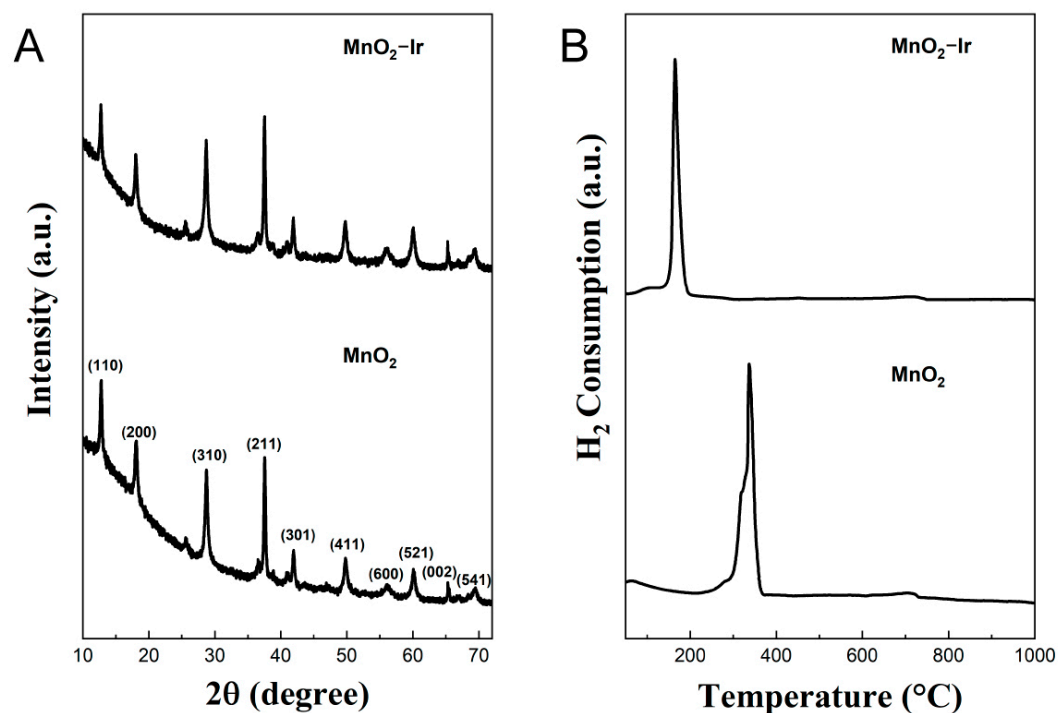 A
MnO₂−Ir
MnO₂
(110)
(200)
(310)
(211)
(301)
(411)
(600)
(521)
(002)
(541)
10 20 30 40 50 60 70
2θ (degree)
Intensity (a.u.)
B
MnO₂−Ir
MnO₂
200 400 600 800 1000
Temperature (°C)
H₂ Consumption (a.u.)